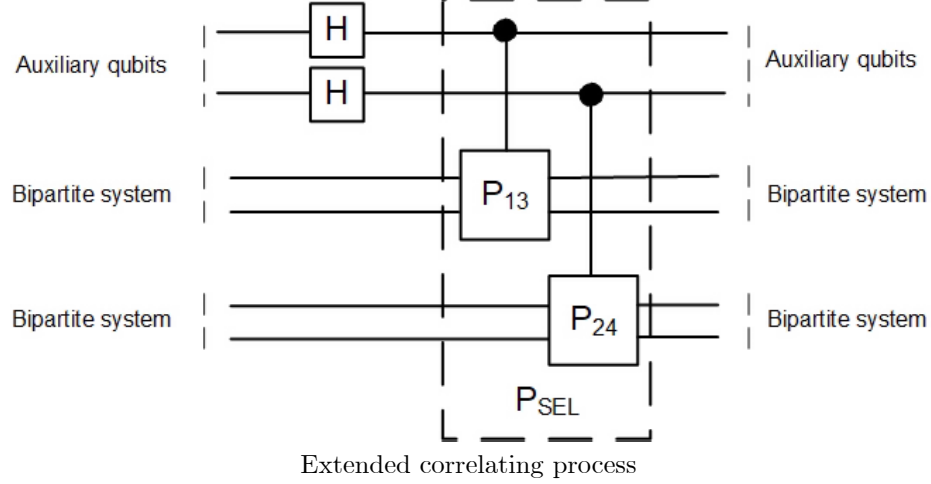 H
Auxiliary qubits
Auxiliary qubits
H
Bipartite system
P13
Bipartite system
Bipartite system
P24
Bipartite system
PSEL
Extended correlating process